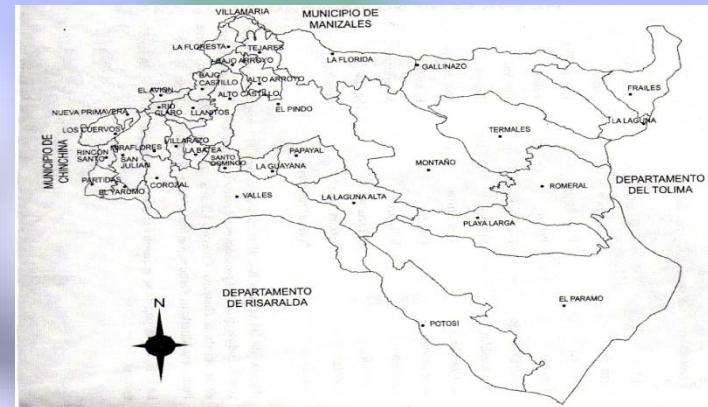 VILLAMARIA
MUNICIPIO DE
MANIZALES
LA FLORESTA
TEJARES
BAJO ARROYO
LA FLORIDA
GALLINAZO
BAJO
CASTILLO
ALTO ARROYO
FRAILES
EL AVION
ALTO CASTILLO
RIO
CLARO
LLANITOS
EL PINDO
NUEVA PRIMAVERA
LA LAGUNA
LOS CUERVOS
TERMALES
MUNICIPIO DE
CHINCHINA
RINCON
SANTO
MIRAFLORES
SAN
JULIAN
VILLARAZO
LA BATEA
SANTO
DOMINGO
PAPAYAL
LA GUAYANA
MONTAÑO
DEPARTAMENTO
DEL TOLIMA
PARTIDAS
EL YARUMO
COROZAL
VALLES
LA LAGUNA ALTA
ROMERAL
PLAYA LARGA
DEPARTAMENTO
DE RISARALDA
N
POTOSI
EL PARAMO